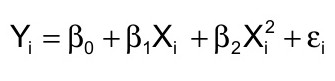 Yᵢ = β₀ + β₁Xᵢ + β₂Xᵢ² + εᵢ